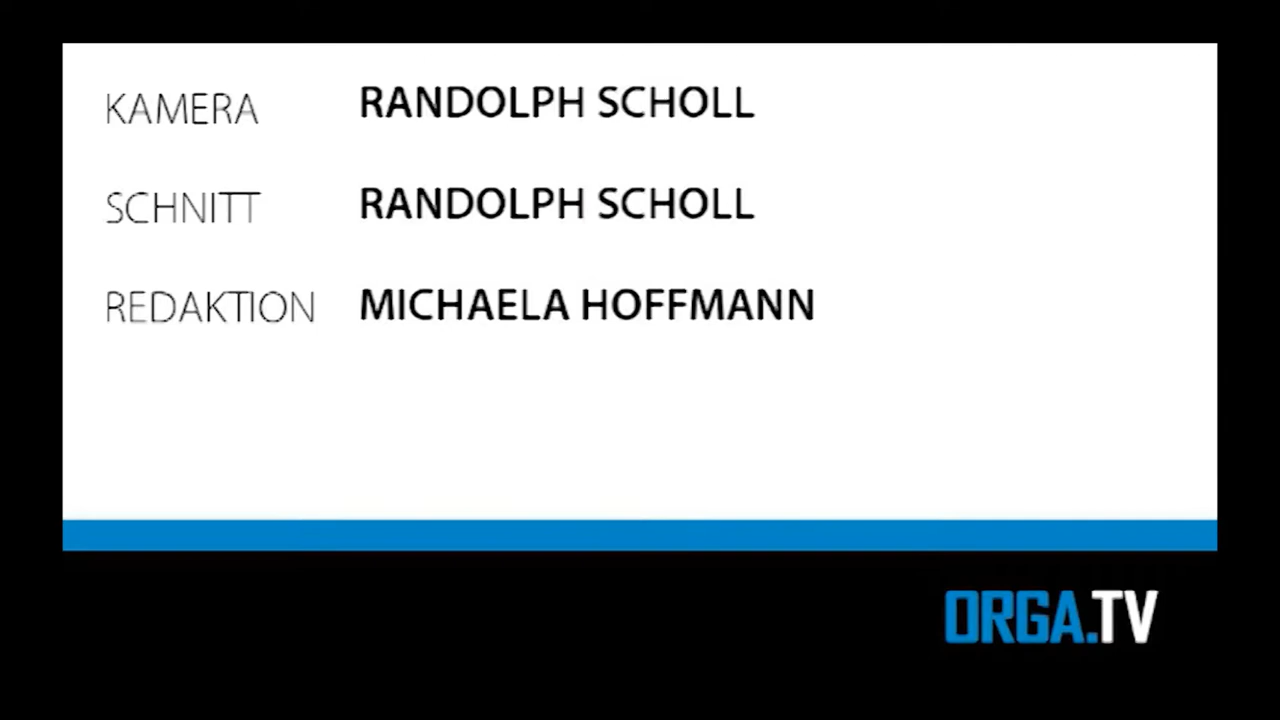 KAMERA RANDOLPH SCHOLL
SCHNITT RANDOLPH SCHOLL
REDAKTION MICHAELA HOFFMANN
ORGA.TV